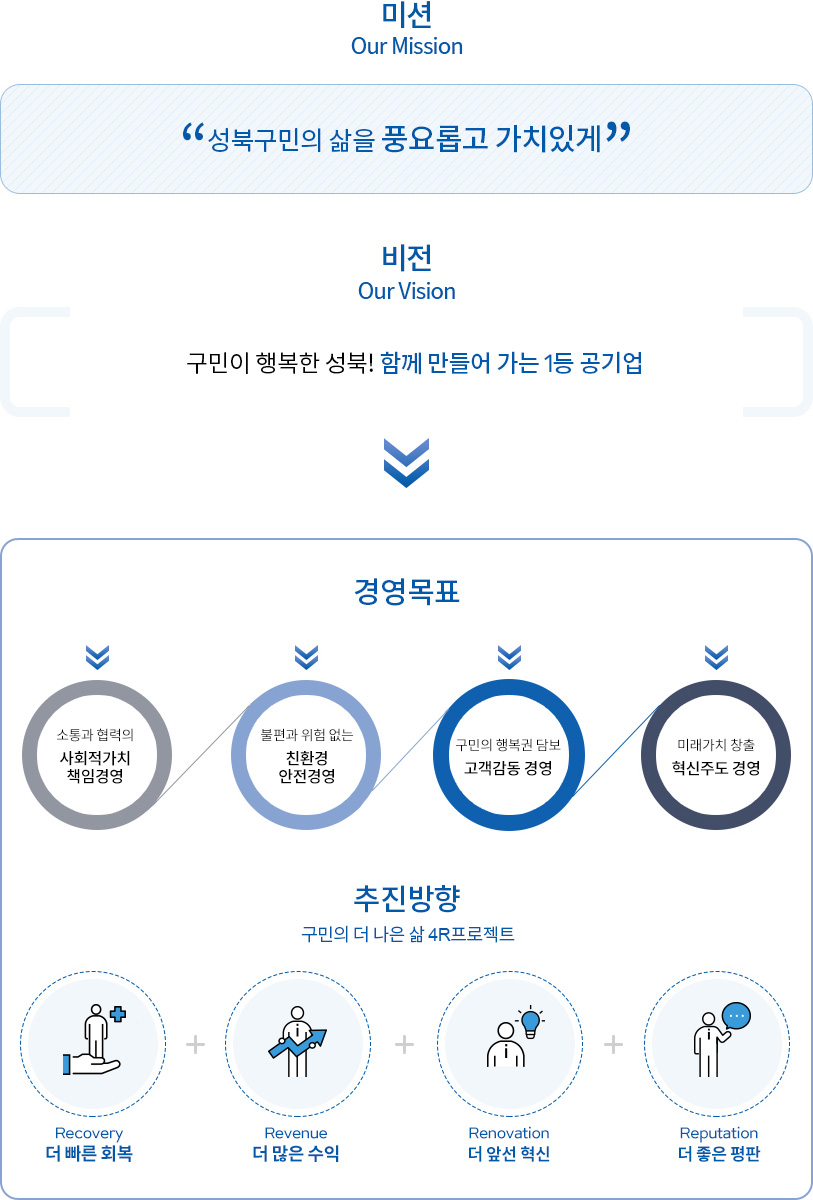 미션
Our Mission
“성북구민의 삶을 풍요롭고 가치있게”
비전
Our Vision
구민이 행복한 성북! 함께 만들어 가는 1등 공기업
경영목표
소통과 협력의
사회적가치
책임경영
불편과 위험 없는
친환경
안전경영
구민의 행복권 담보
고객감동 경영
미래가치 창출
혁신주도 경영
추진방향
구민의 더 나은 삶 4R프로젝트
Recovery
더 빠른 회복
Revenue
더 많은 수익
Renovation
더 앞선 혁신
Reputation
더 좋은 평판